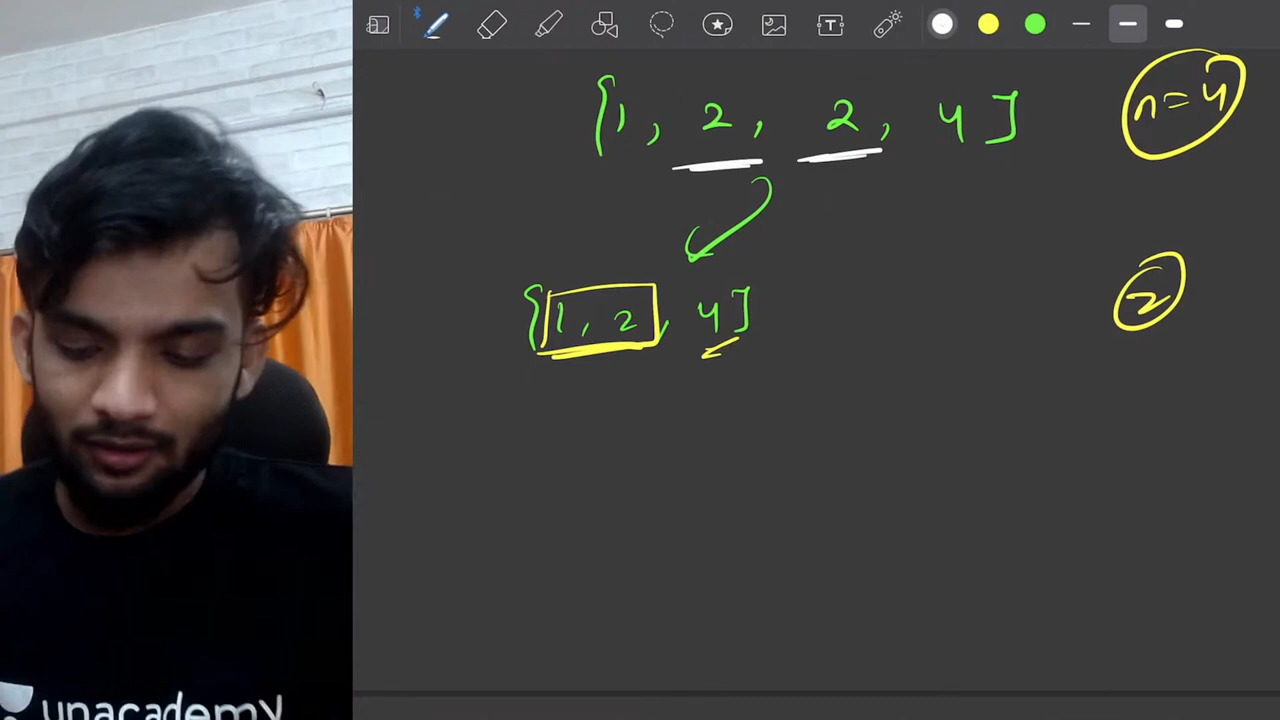 [1, 2, 2, 4]
n=4
[1, 2, 4]
2
unacademy